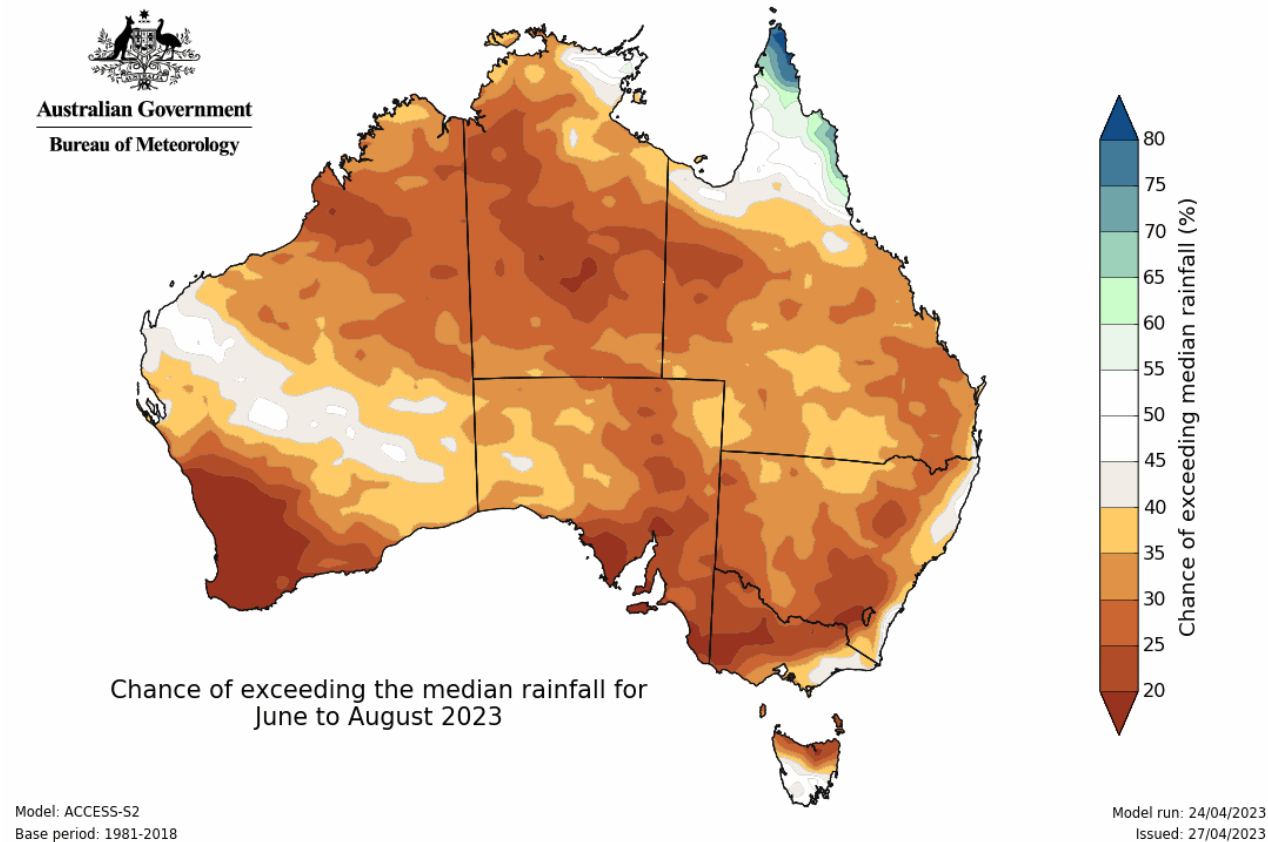 AUSTRALIA
Australian Government
Bureau of Meteorology
80
75
70
65
60
55
50
45
40
35
30
25
20
Chance of exceeding median rainfall (%)
Chance of exceeding the median rainfall for
June to August 2023
Model: ACCESS-S2
Base period: 1981-2018
Model run: 24/04/2023
Issued: 27/04/2023